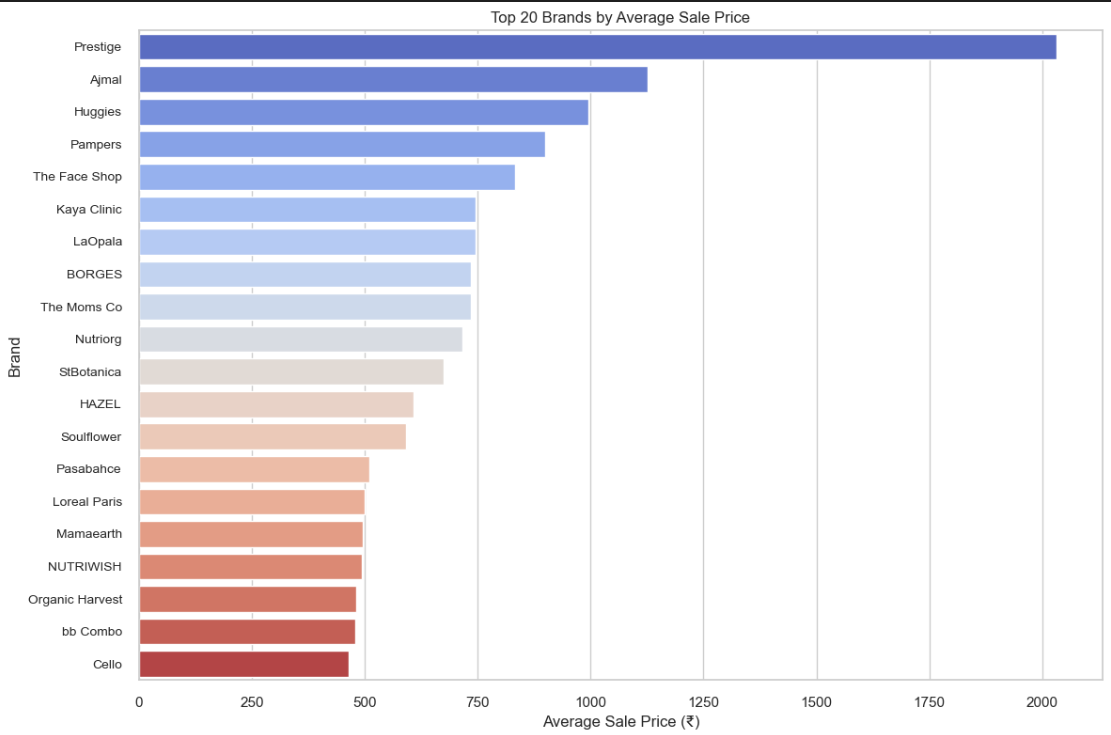 Top 20 Brands by Average Sale Price
Prestige
Ajmal
Huggies
Pampers
The Face Shop
Kaya Clinic
LaOpala
BORGES
The Moms Co
Nutriorg
StBotanica
HAZEL
Soulflower
Pasabahce
Loreal Paris
Mamaearth
NUTRIWISH
Organic Harvest
bb Combo
Cello
Brand
0 250 500 750 1000 1250 1500 1750 2000
Average Sale Price (₹)